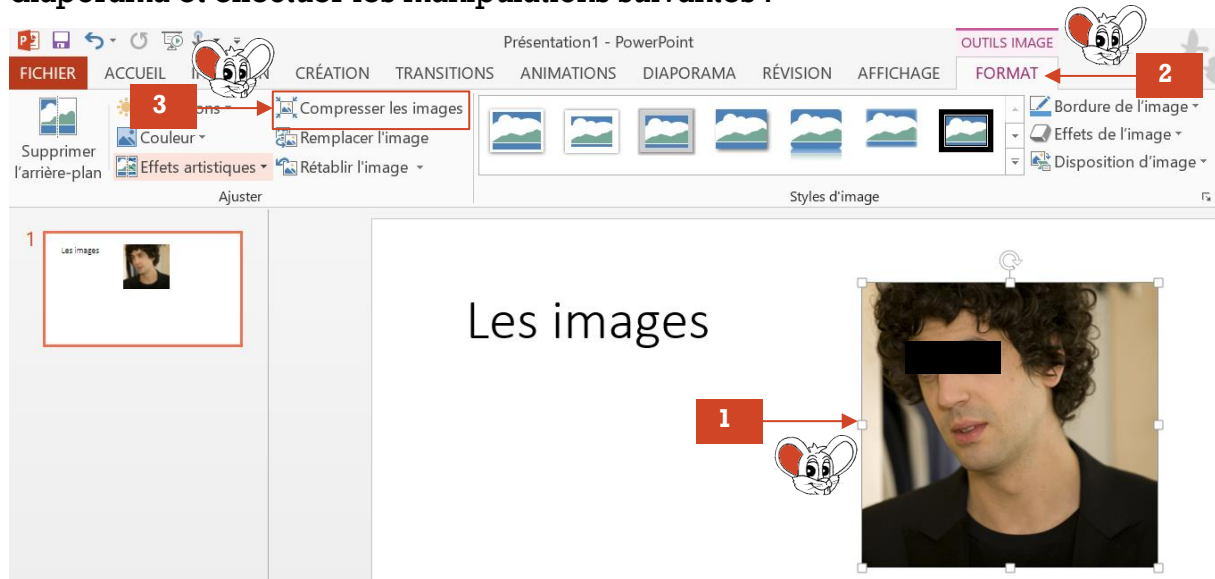 diaporama et effectuer les manipulations suivantes :
Présentation1 - PowerPoint
OUTILS IMAGE
FICHIER ACCUEIL CRÉATION TRANSITIONS ANIMATIONS DIAPORAMA RÉVISION AFFICHAGE FORMAT
2
3
Supprimer
l'arrière-plan
Couleur
Effets artistiques
Compresser les images
Remplacer l'image
Rétablir l'image
Bordure de l'image
Effets de l'image
Disposition d'image
Ajuster
Styles d'image
1
Les images
Les images
1